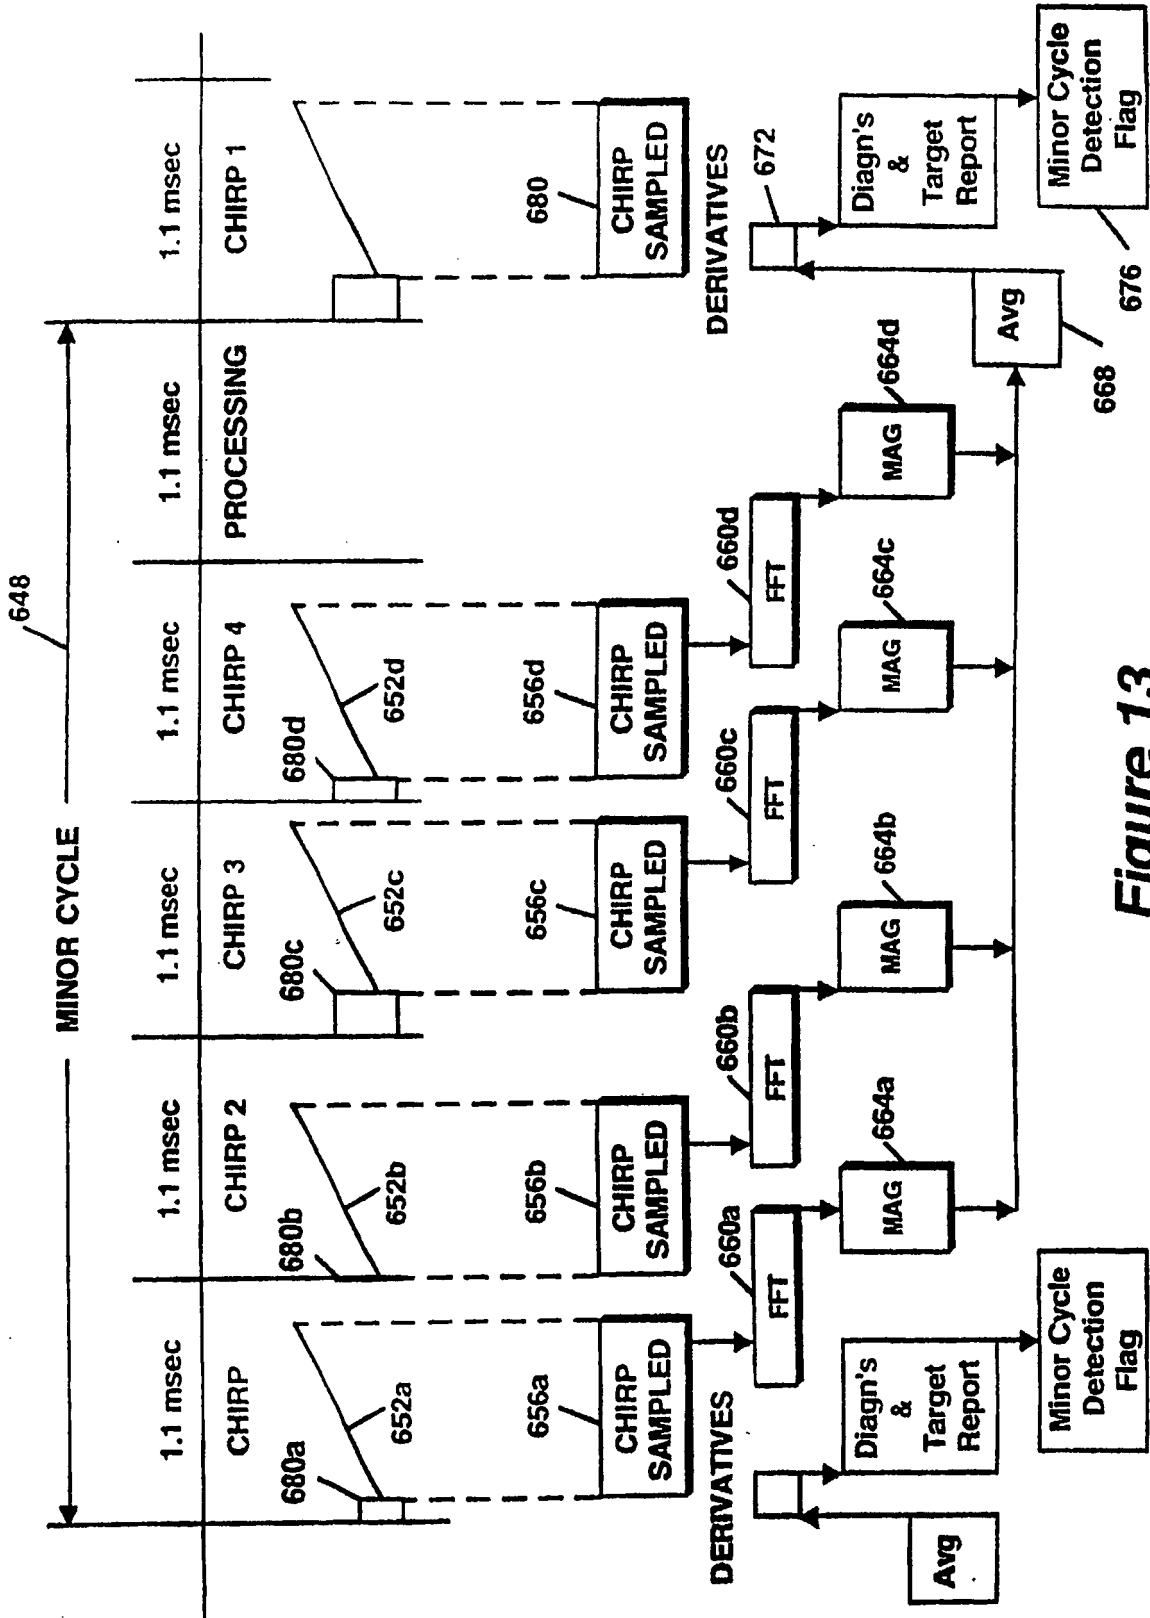 648
MINOR CYCLE
1.1 msec
1.1 msec
1.1 msec
1.1 msec
1.1 msec
1.1 msec
CHIRP
CHIRP 2
CHIRP 3
CHIRP 4
PROCESSING
CHIRP 1
680a
680b
680c
680d
652a
652b
652c
652d
656a
656b
656c
656d
680
CHIRP
SAMPLED
CHIRP
SAMPLED
CHIRP
SAMPLED
CHIRP
SAMPLED
CHIRP
SAMPLED
DERIVATIVES
660a
660b
660c
660d
DERIVATIVES
672
FFT
FFT
FFT
FFT
664a
664b
664c
664d
Diagn's
&
Target
Report
MAG
MAG
MAG
MAG
Diagn's
&
Target
Report
Avg
Avg
668
676
Minor Cycle
Detection
Flag
Minor Cycle
Detection
Flag
Figure 13